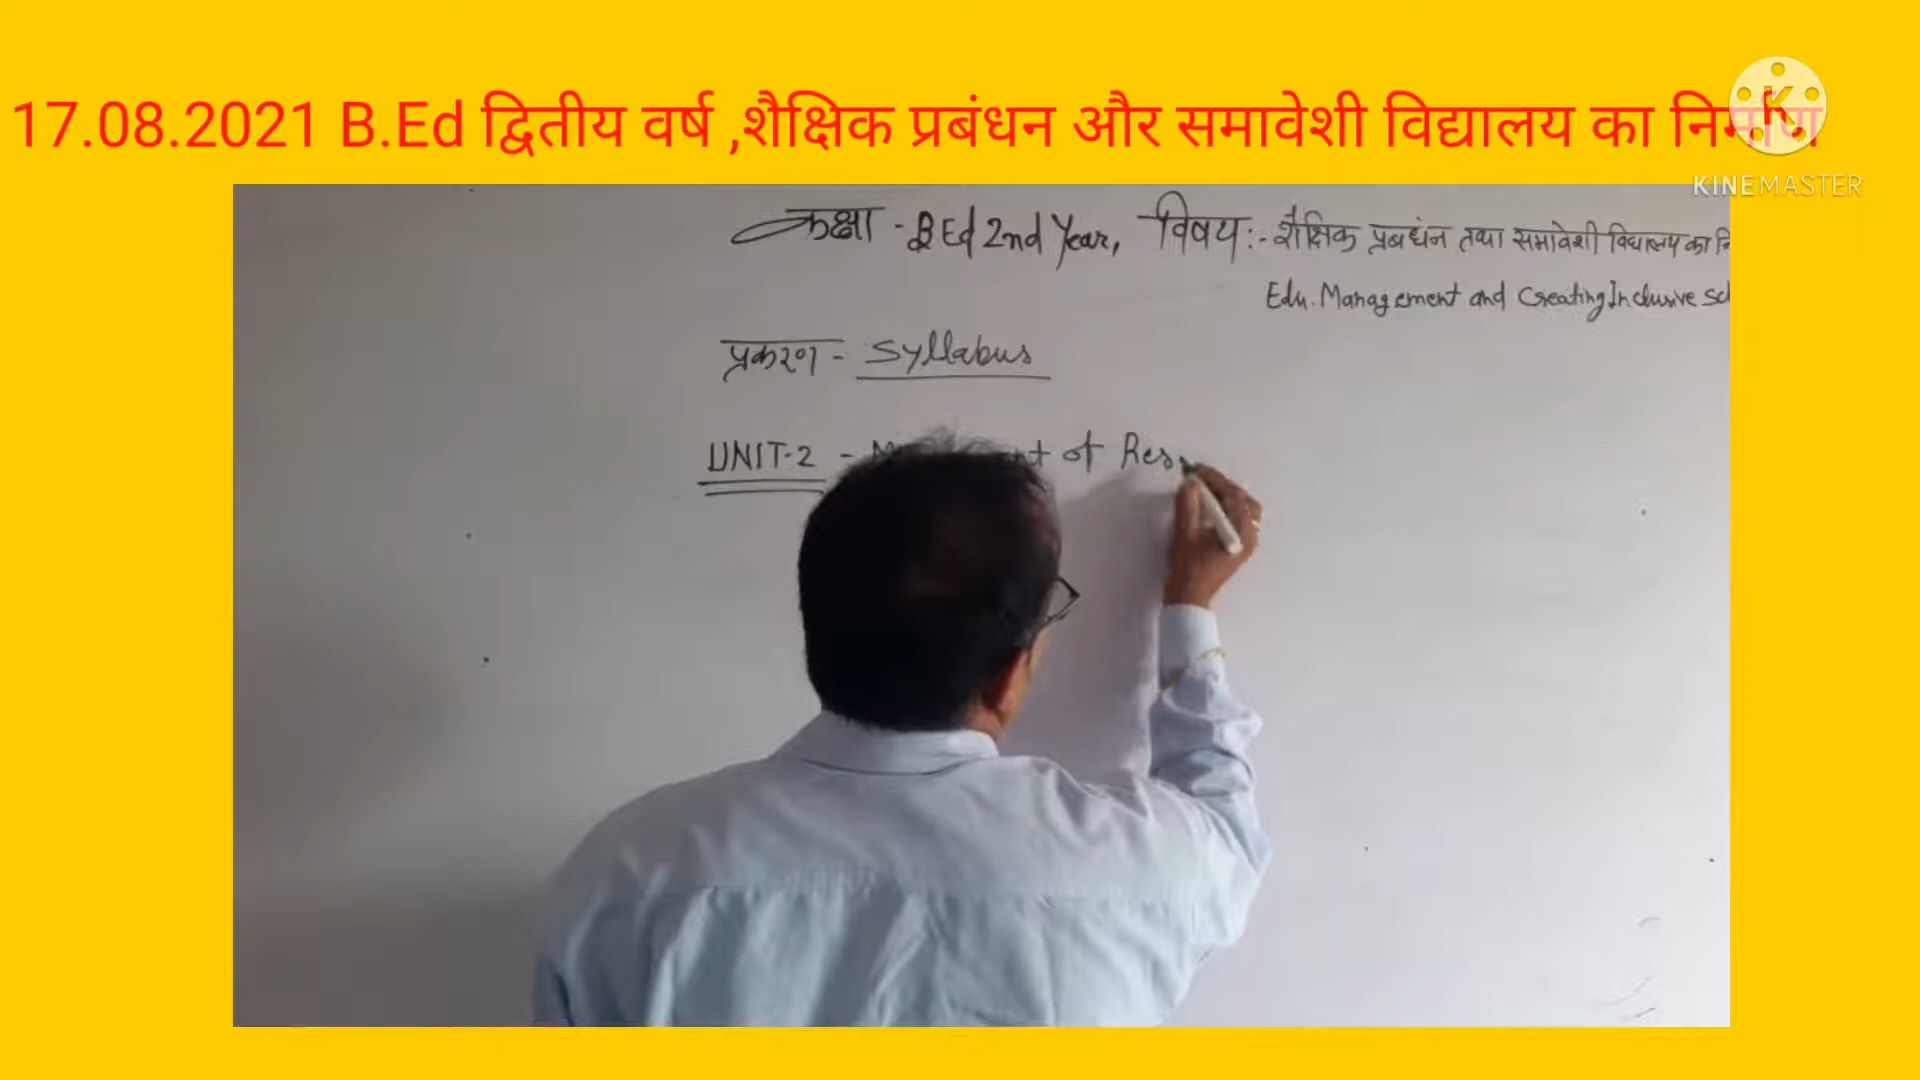 17.08.2021 B.Ed द्वितीय वर्ष ,शैक्षिक प्रबंधन और समावेशी विद्यालय का निर्माण
KINEMASTER
कक्षा - B Ed 2nd Year, विषय :- शैक्षिक प्रबंधन तथा समावेशी विद्यालय का नि
Edu. Management and Creating Inclusive Sc
प्रकरण - Syllabus
UNIT-2 - of Res